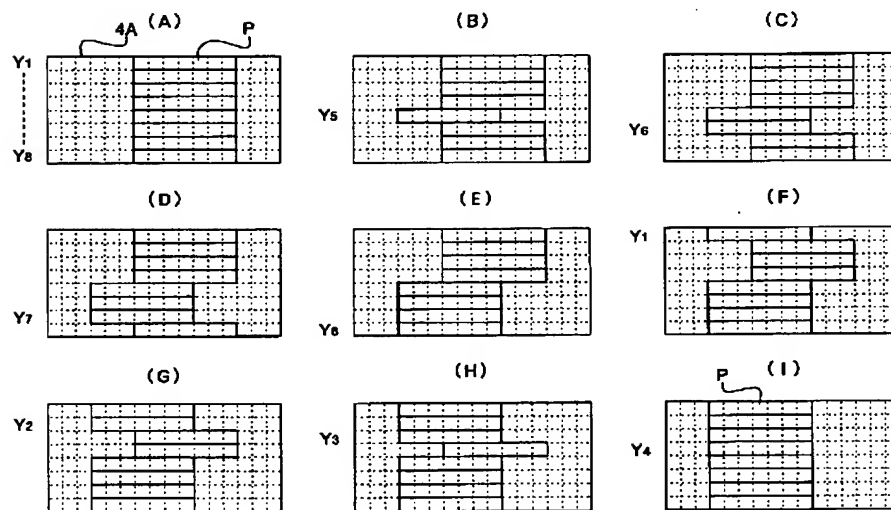 (A) (B) (C)
4A P
Y1
Y8
Y5
Y6
(D) (E) (F)
Y1
Y7
Y8
(G) (H) (I)
P
Y2
Y3
Y4